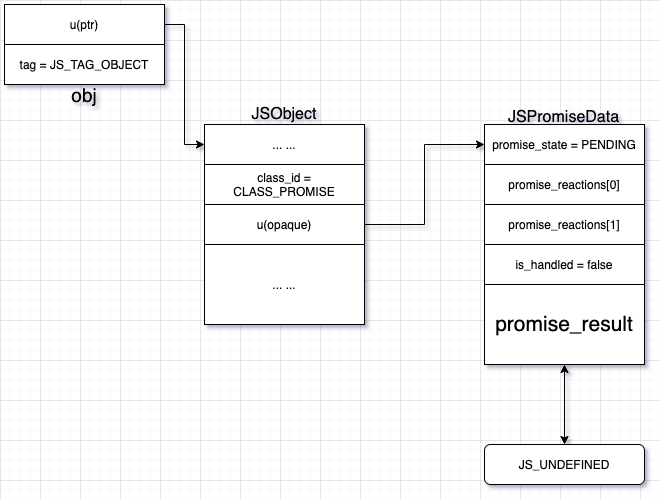 u(ptr)
tag = JS_TAG_OBJECT
obj
JSObject
... ...
class_id =
CLASS_PROMISE
u(opaque)
... ...
JSPromiseData
promise_state = PENDING
promise_reactions[0]
promise_reactions[1]
is_handled = false
promise_result
JS_UNDEFINED